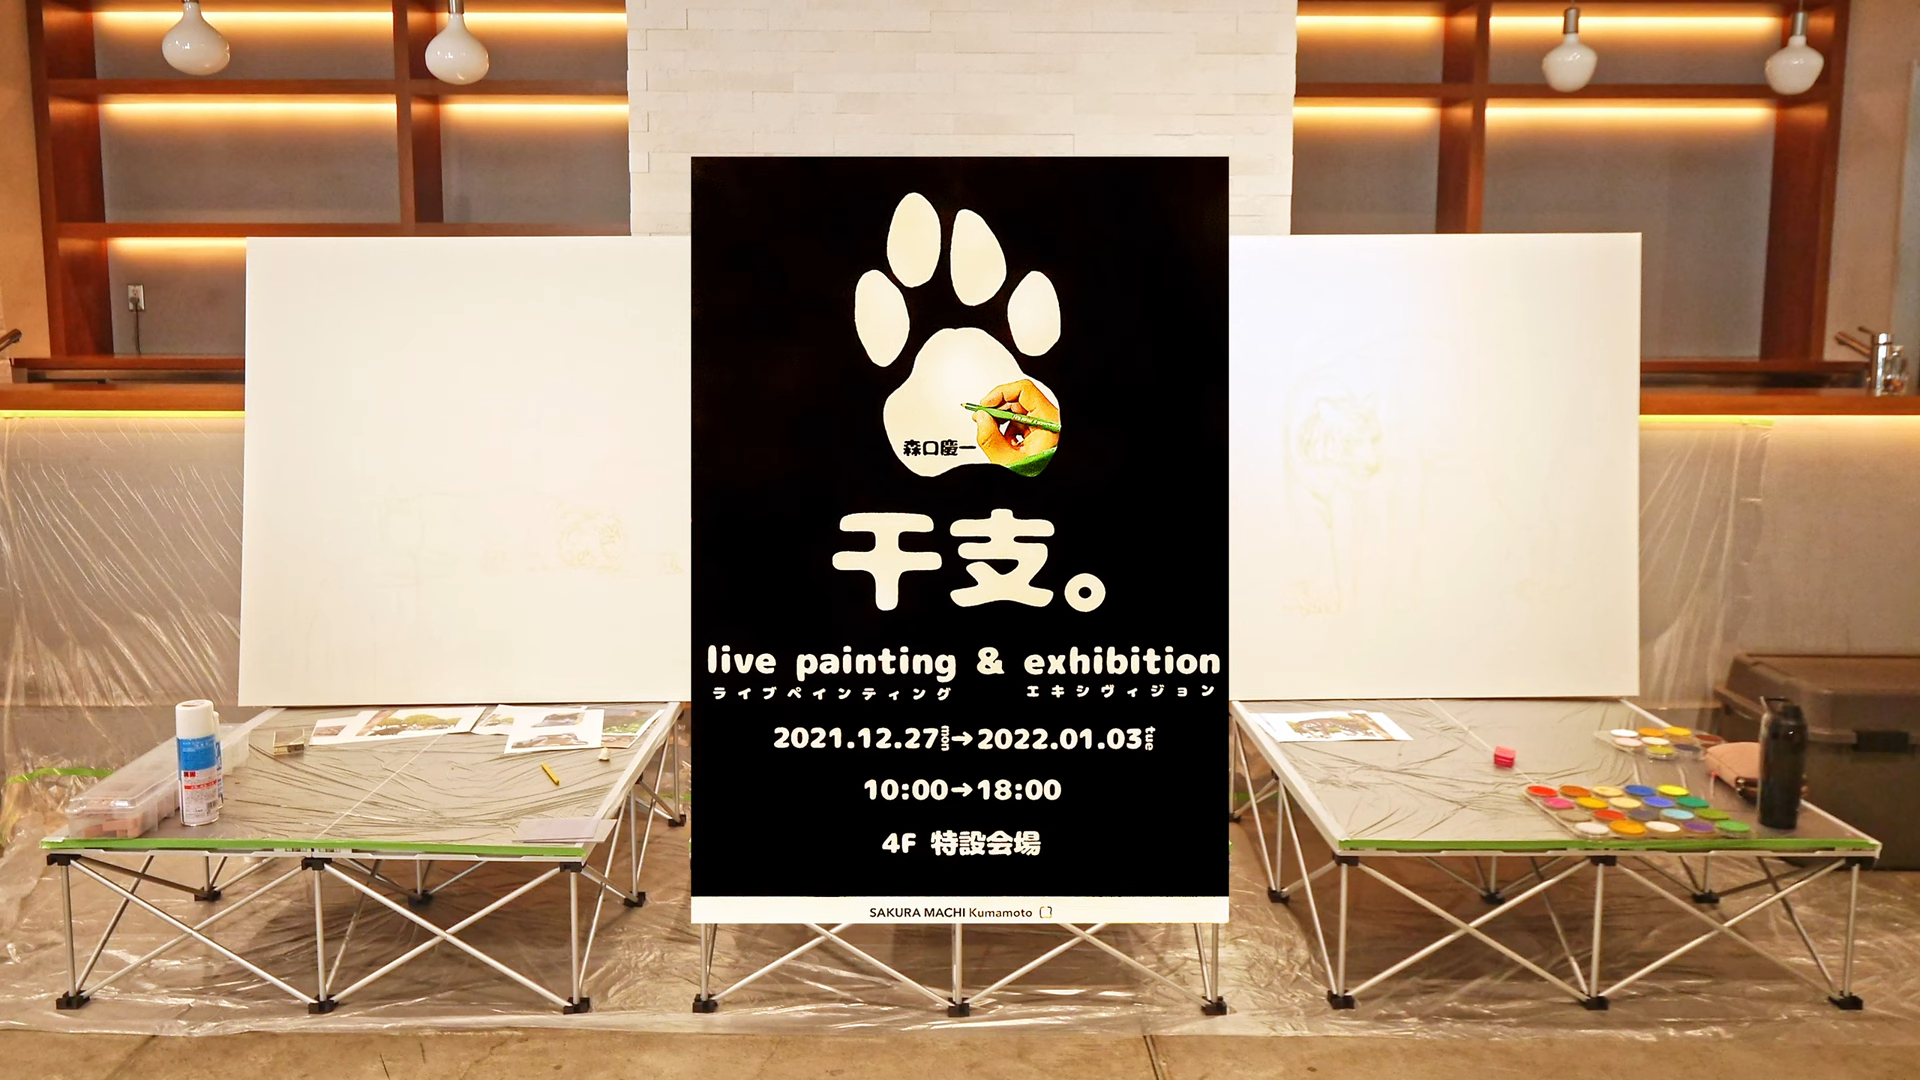 森口慶一
干支。
live painting & exhibition
ライブペインティング エキシヴィジョン
2021.12.27mon→2022.01.03tue
10:00→18:00
4F 特設会場
SAKURA MACHI Kumamoto